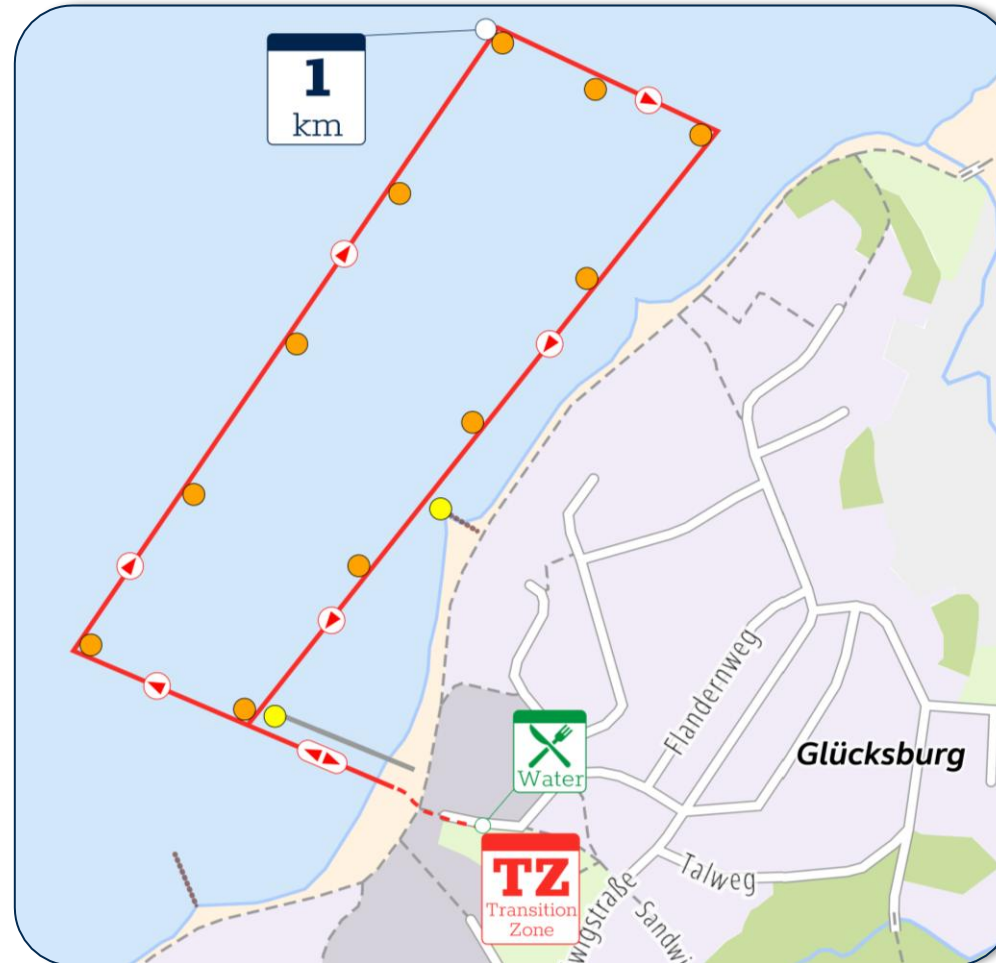 1
km
Flandernweg
Glücksburg
Water
TZ
Transition
Zone
Talweg
wigstraße
Sandwi